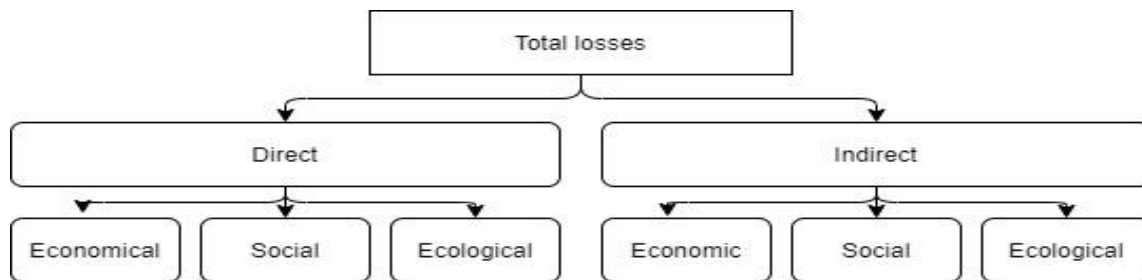 Total losses
Direct
Indirect
Economical
Social
Ecological
Economic
Social
Ecological